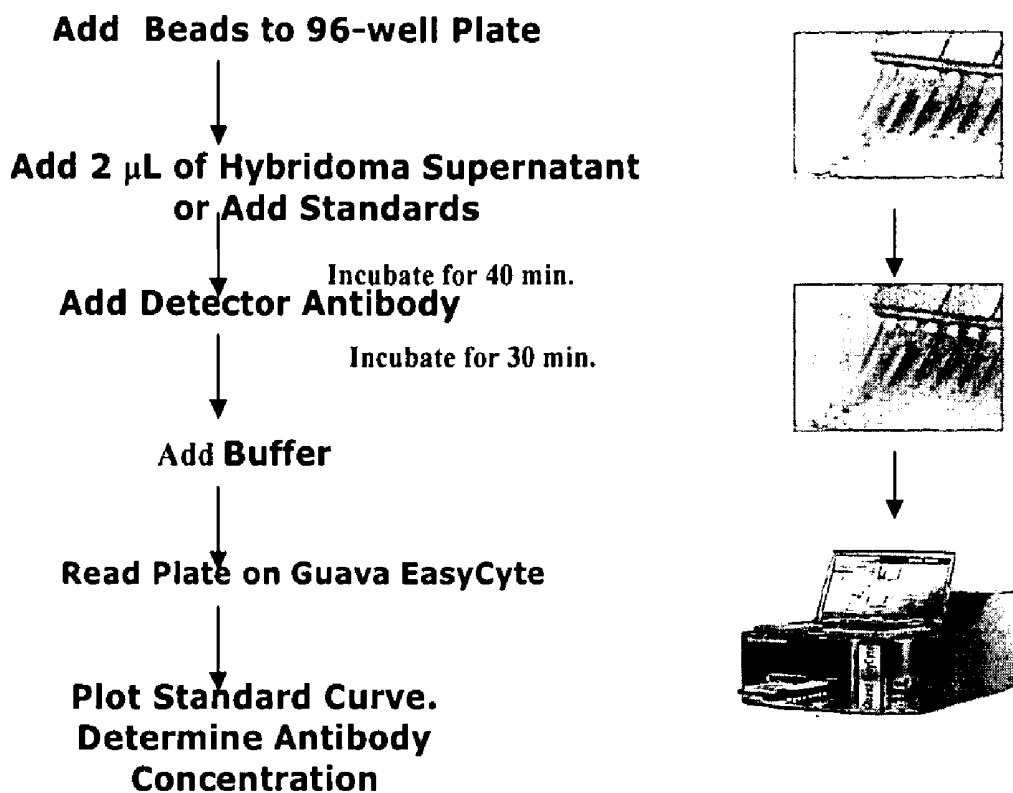 Add Beads to 96-well Plate
Add 2 μL of Hybridoma Supernatant
or Add Standards
Incubate for 40 min.
Add Detector Antibody
Incubate for 30 min.
Add Buffer
Read Plate on Guava EasyCyte
Plot Standard Curve.
Determine Antibody
Concentration